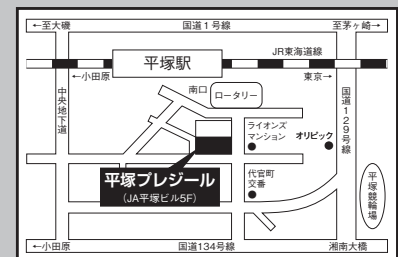 ←至大磯
国道1号線
至茅ヶ崎→
JR東海道線
平塚駅
←小田原
東京→
中央地下道
南口
ロータリー
国道129号線
ライオンズ
マンション
オリピック
平塚プレジール
(JA平塚ビル5F)
代官町
交番
平塚競輪場
←小田原
国道134号線
湘南大橋